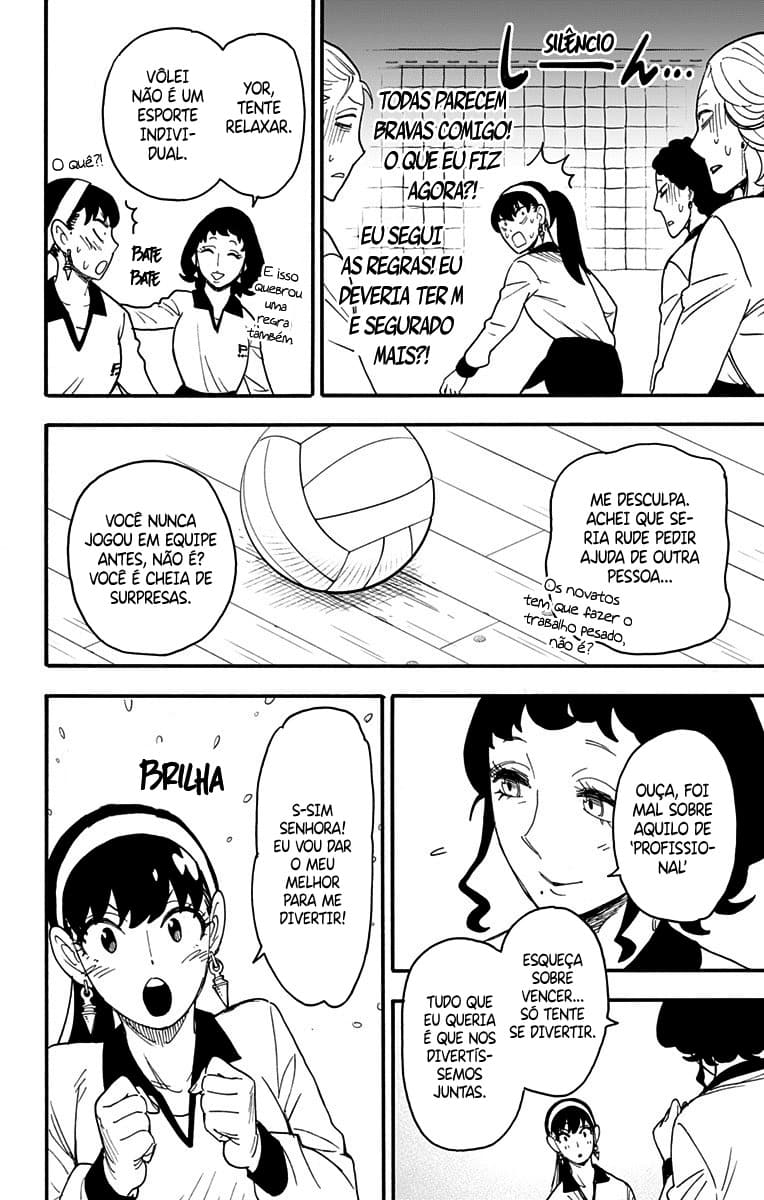 SILÊNCIO
しーん...
TODAS PARECEM
BRAVAS COMIGO!
O QUE EU FIZ
AGORA?!
EU SEGUI
AS REGRAS! EU
DEVERIA TER M
E SEGURADO
MAIS?!
YOR,
TENTE
RELAXAR.
VÔLEI
NÃO É UM
ESPORTE
INDIVI-
DUAL.
O quê?!
BATE
BATE
E isso
quebrou
uma
regra
também
ME DESCULPA.
ACHEI QUE SE-
RIA RUDE PEDIR
AJUDA DE OUTRA
PESSOA...
Os novatos
tem que fazer o
trabalho pesado,
não é?
VOCÊ NUNCA
JOGOU EM EQUIPE
ANTES, NÃO É?
VOCÊ É CHEIA DE
SURPRESAS.
OUÇA, FOI
MAL SOBRE
AQUILO DE
'PROFISSIO-
NAL'
ESQUEÇA
SOBRE
VENCER...
SÓ TENTE
SE DIVERTIR.
TUDO QUE
EU QUERIA
É QUE NOS
DIVERTÍS-
SEMOS
JUNTAS.
S-SIM
SENHORA!
EU VOU DAR
O MEU
MELHOR
PARA ME
DIVERTIR!
BRILHA